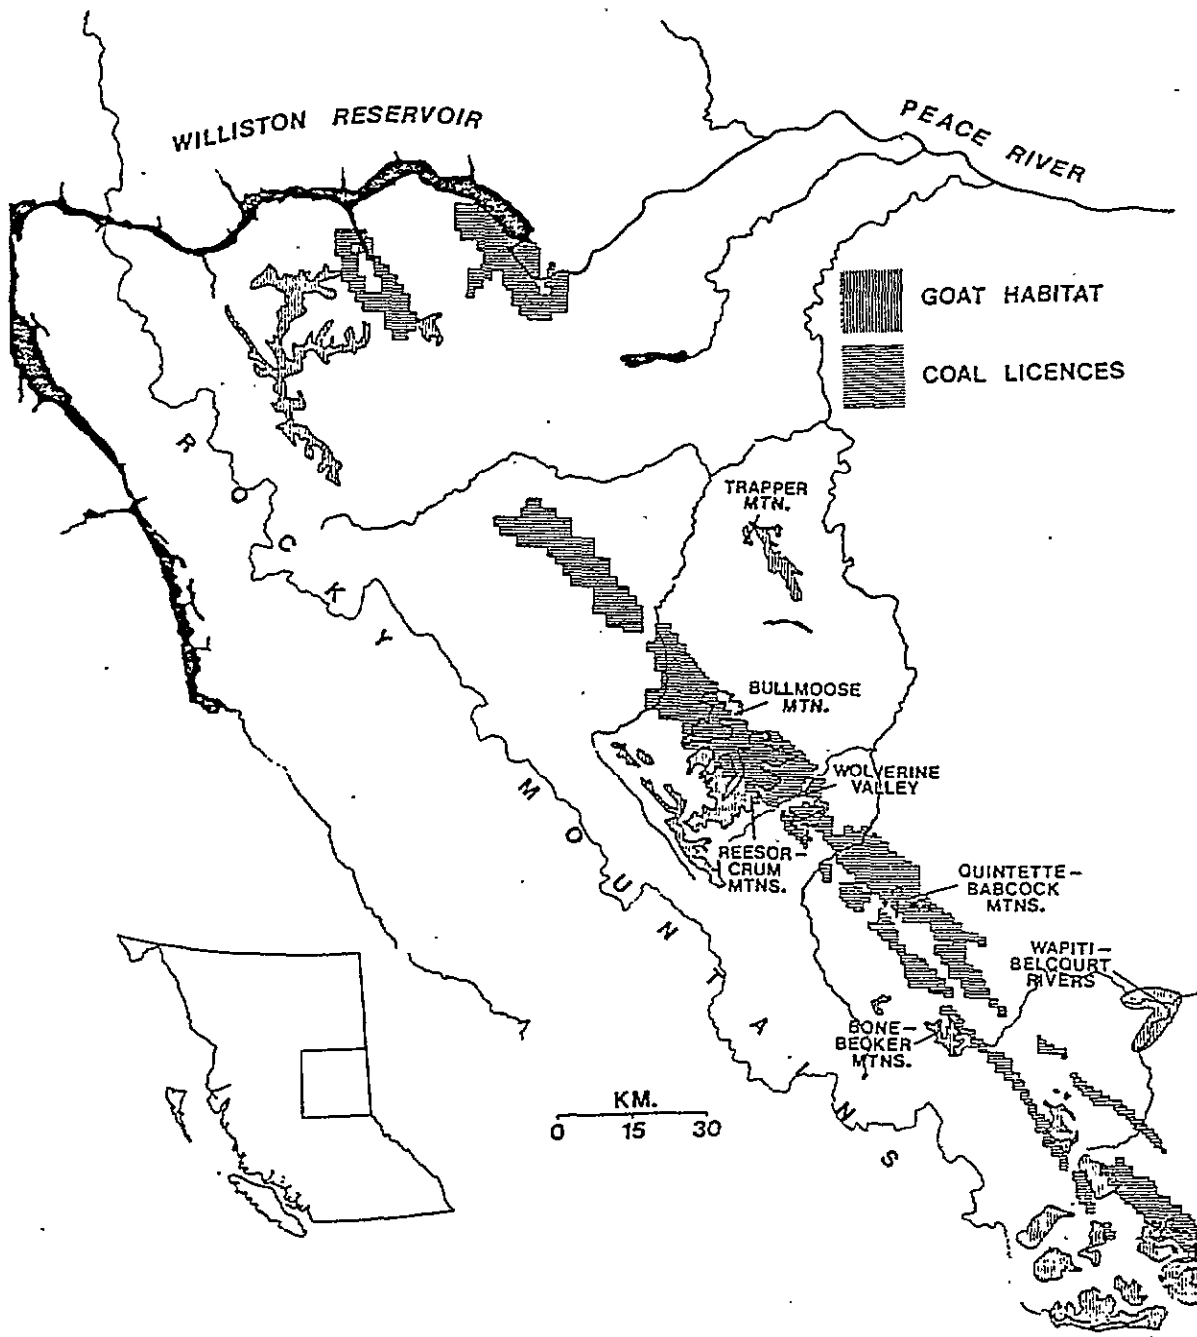 WILLISTON RESERVOIR
PEACE RIVER
GOAT HABITAT
COAL LICENCES
ROCKY MOUNTAINS
TRAPPER
MTN.
BULLMOOSE
MTN.
WOLVERINE
VALLEY
REESOR-
CRUM
MTNS.
QUINTETTE-
BABCOCK
MTNS.
WAPITI-
BELCOURT
RIVERS
BONE-
BECKER
MTNS.
KM.
0 15 30